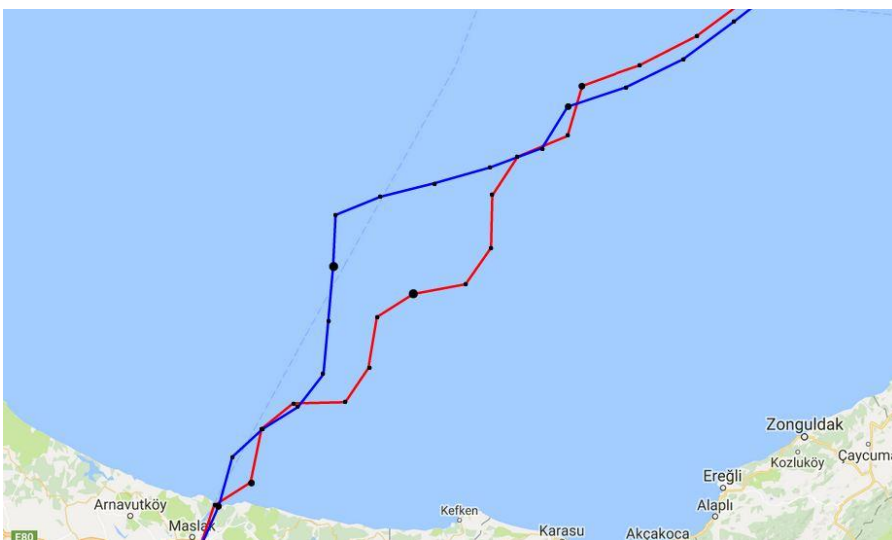 Zonguldak
Kozluköy
Çaycuma
Ereğli
Alaplı
Arnavutköy
Kefken
Maslak
Karasu
Akçakoca
E80